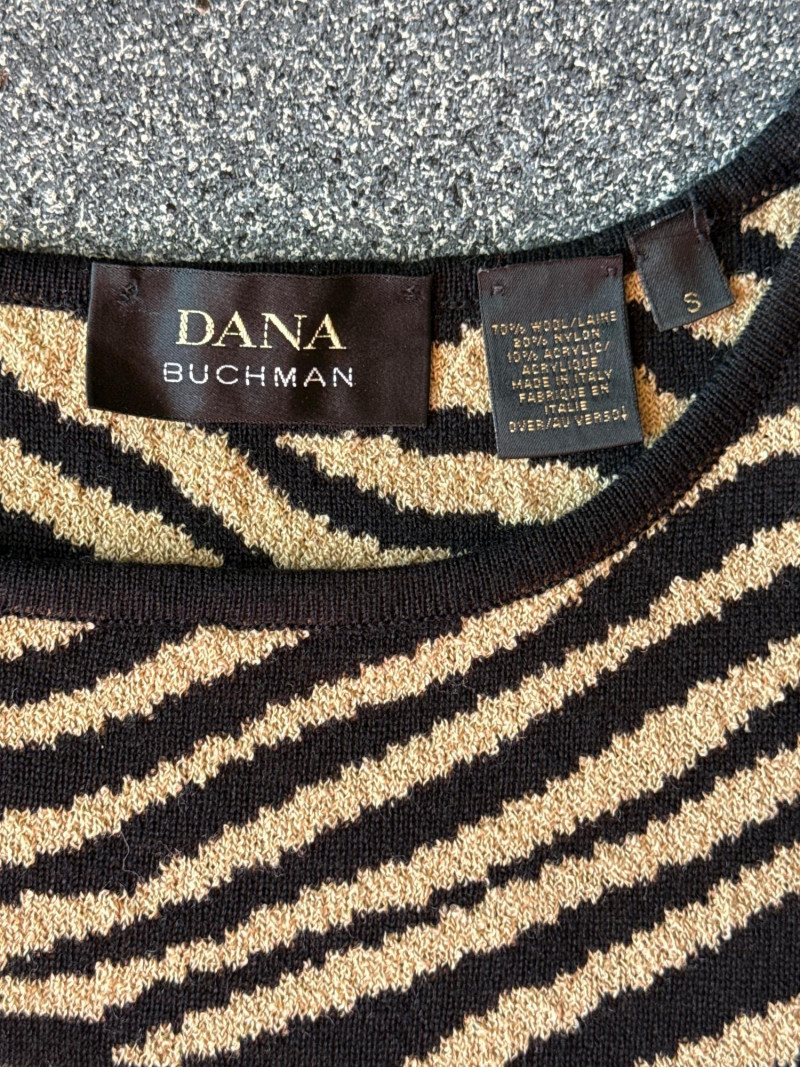 DANA
BUCHMAN
70% WOOL/LAINE
20% NYLON
10% ACRYLIC/
ACRYLIQUE
MADE IN ITALY
FABRIQUE EN
ITALIE
OVER/AU VERSO↓
S